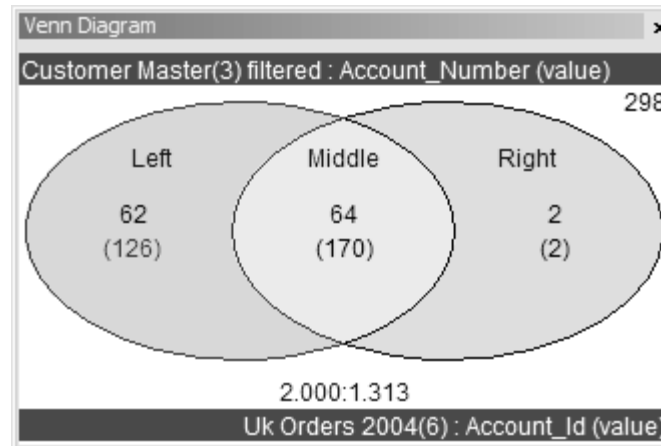 Venn Diagram x
Customer Master(3) filtered : Account_Number (value)
298
Left Middle Right
62 64 2
(126) (170) (2)
2.000:1.313
Uk Orders 2004(6) : Account_Id (value)